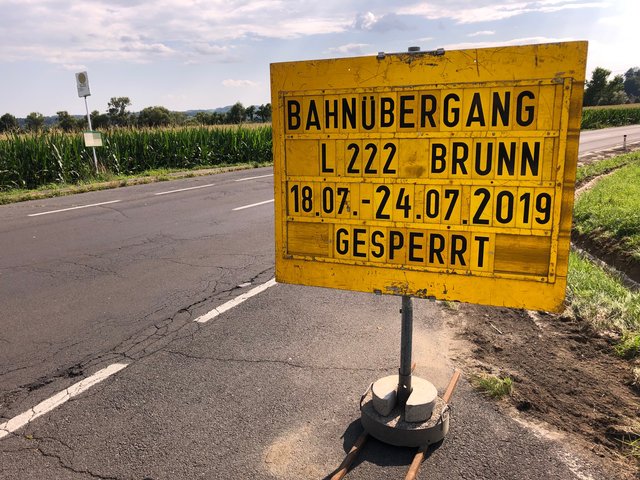 BAHNÜBERGANG
L 222 BRUNN
18.07.-24.07.2019
GESPERRT